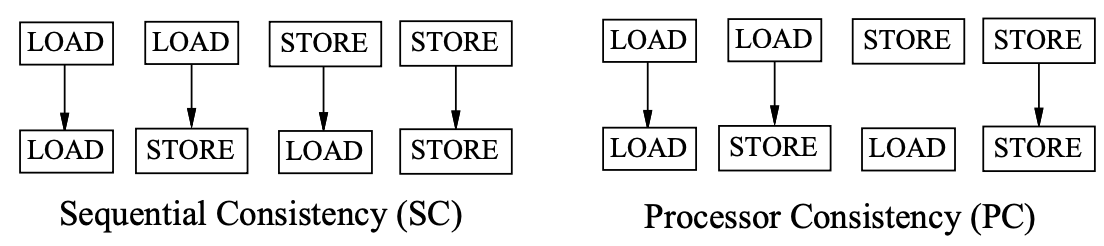 LOAD LOAD STORE STORE LOAD LOAD STORE STORE
LOAD STORE LOAD STORE LOAD STORE LOAD STORE
Sequential Consistency (SC) Processor Consistency (PC)